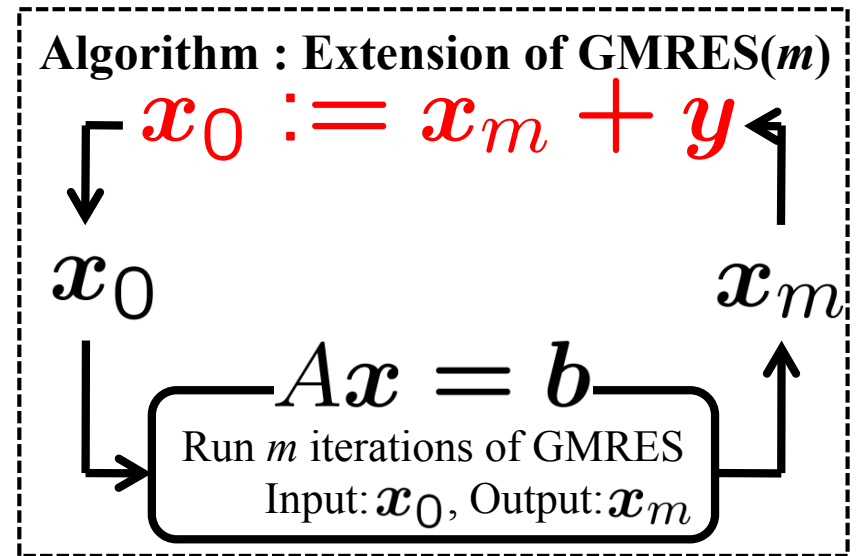 Algorithm : Extension of GMRES(m)
x₀ := xₘ + y
x₀
xₘ
Ax = b
Run m iterations of GMRES
Input: x₀, Output: xₘ